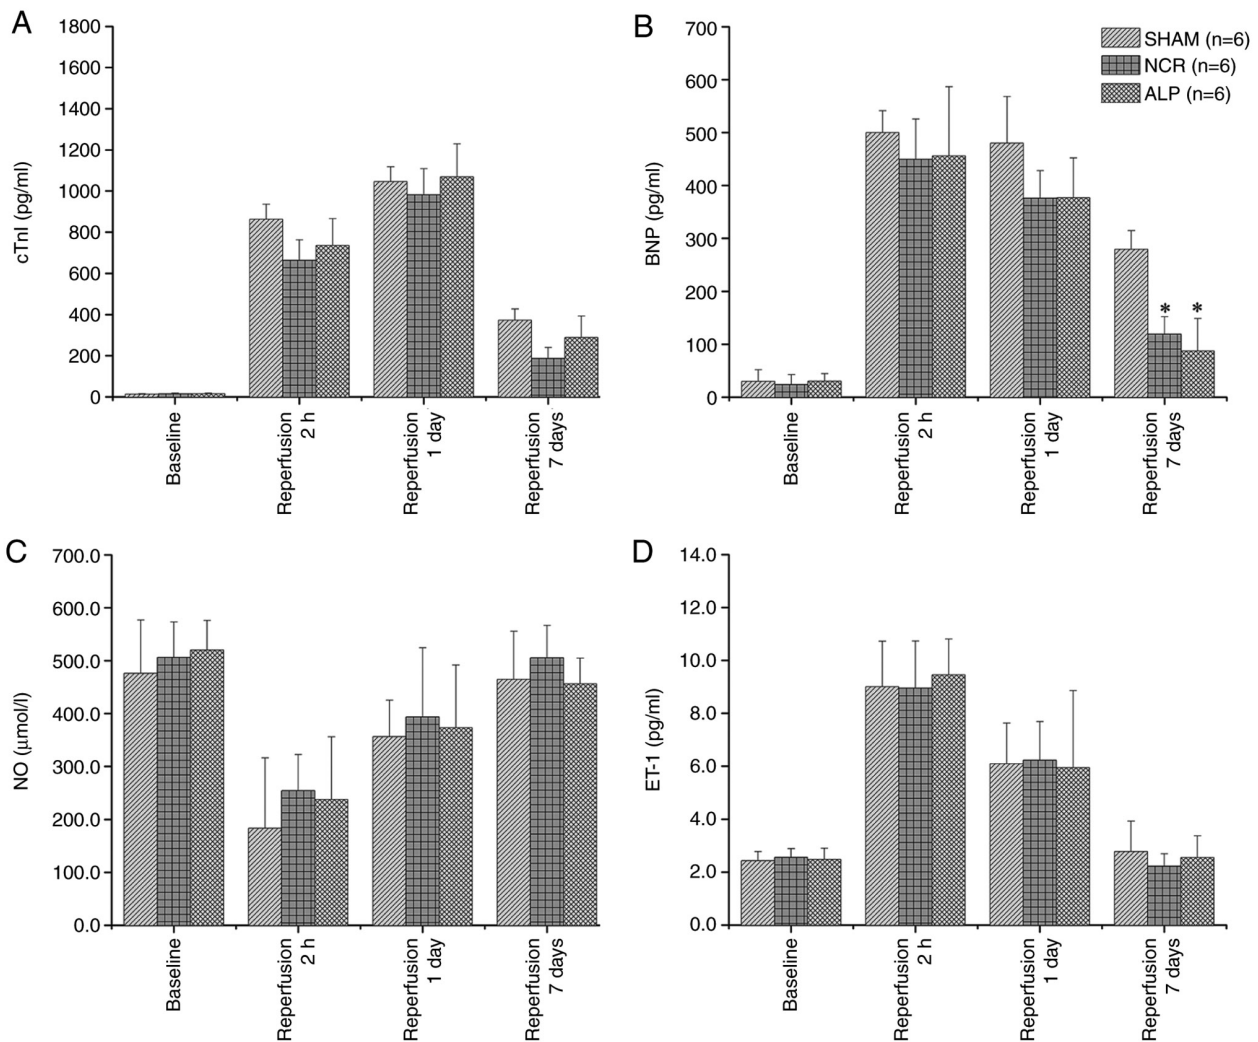 A
1800
1600
1400
1200
1000
800
600
400
200
0
cTnI (pg/ml)
Baseline
Reperfusion
2 h
Reperfusion
1 day
Reperfusion
7 days
B
700
600
500
400
300
200
100
0
BNP (pg/ml)
SHAM (n=6)
NCR (n=6)
ALP (n=6)
* *
Baseline
Reperfusion
2 h
Reperfusion
1 day
Reperfusion
7 days
C
700.0
600.0
500.0
400.0
300.0
200.0
100.0
0.0
NO (μmol/l)
Baseline
Reperfusion
2 h
Reperfusion
1 day
Reperfusion
7 days
D
14.0
12.0
10.0
8.0
6.0
4.0
2.0
0.0
ET-1 (pg/ml)
Baseline
Reperfusion
2 h
Reperfusion
1 day
Reperfusion
7 days